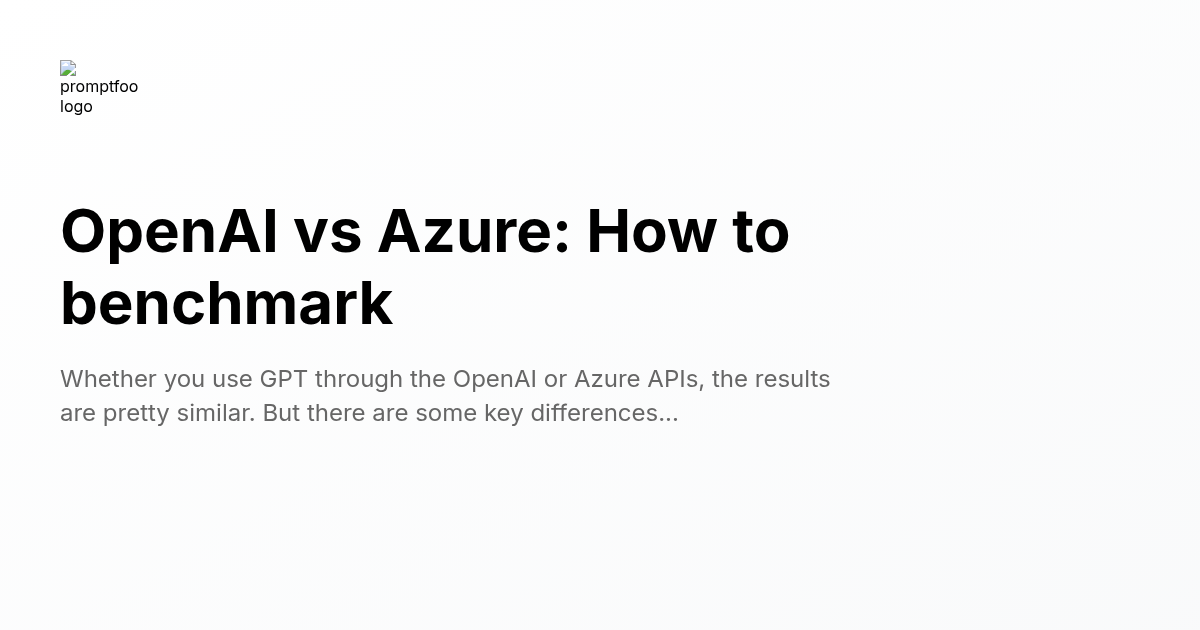 promptfoo
logo
OpenAI vs Azure: How to
benchmark
Whether you use GPT through the OpenAI or Azure APIs, the results
are pretty similar. But there are some key differences...